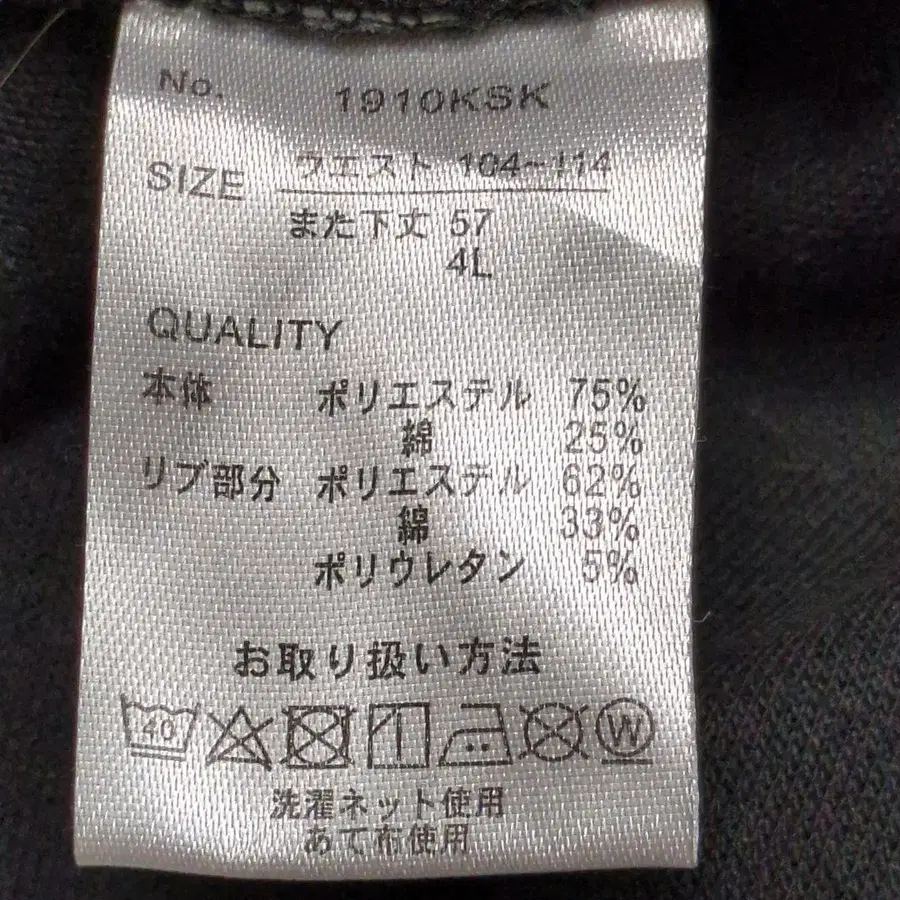 No. 1910KSK
SIZE ウエスト 104~114
また下丈 57
4L
QUALITY
本体 ポリエステル 75%
綿 25%
リブ部分 ポリエステル 62%
綿 33%
ポリウレタン 5%
お取り扱い方法
40 W
洗濯ネット使用
あて布使用